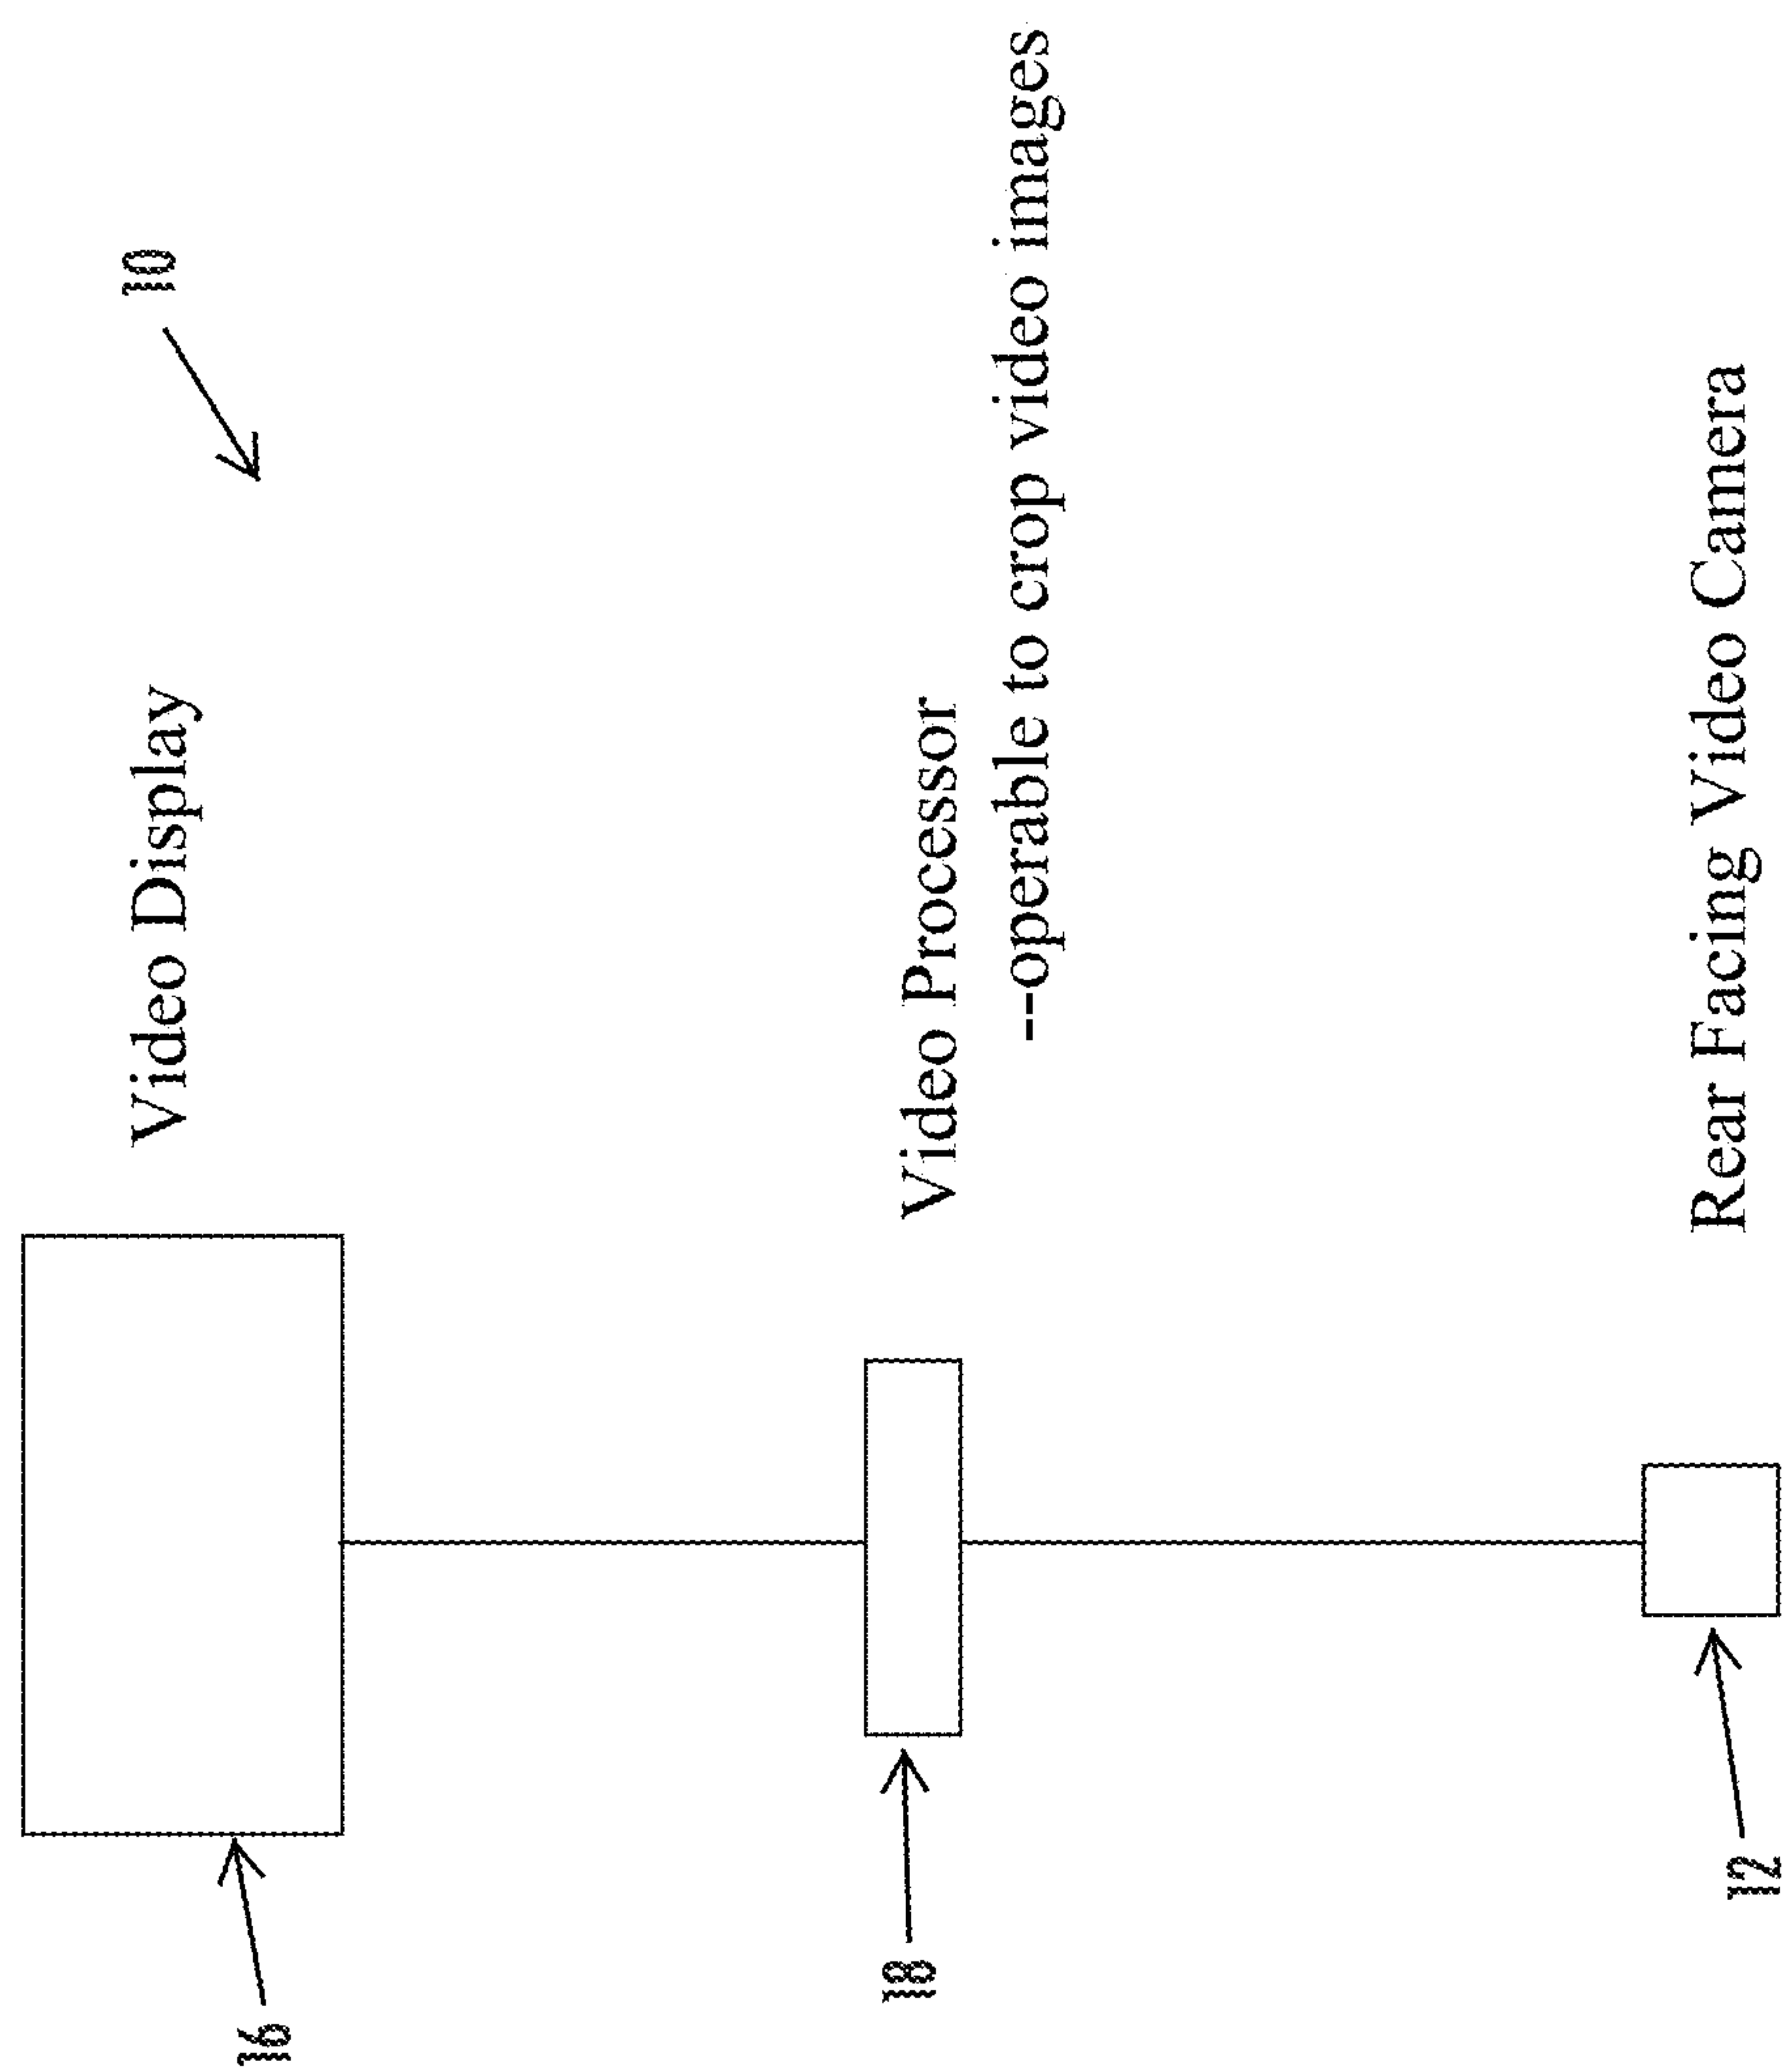 10
Video Display
16
Video Processor
--operable to crop video images
18
Rear Facing Video Camera
12